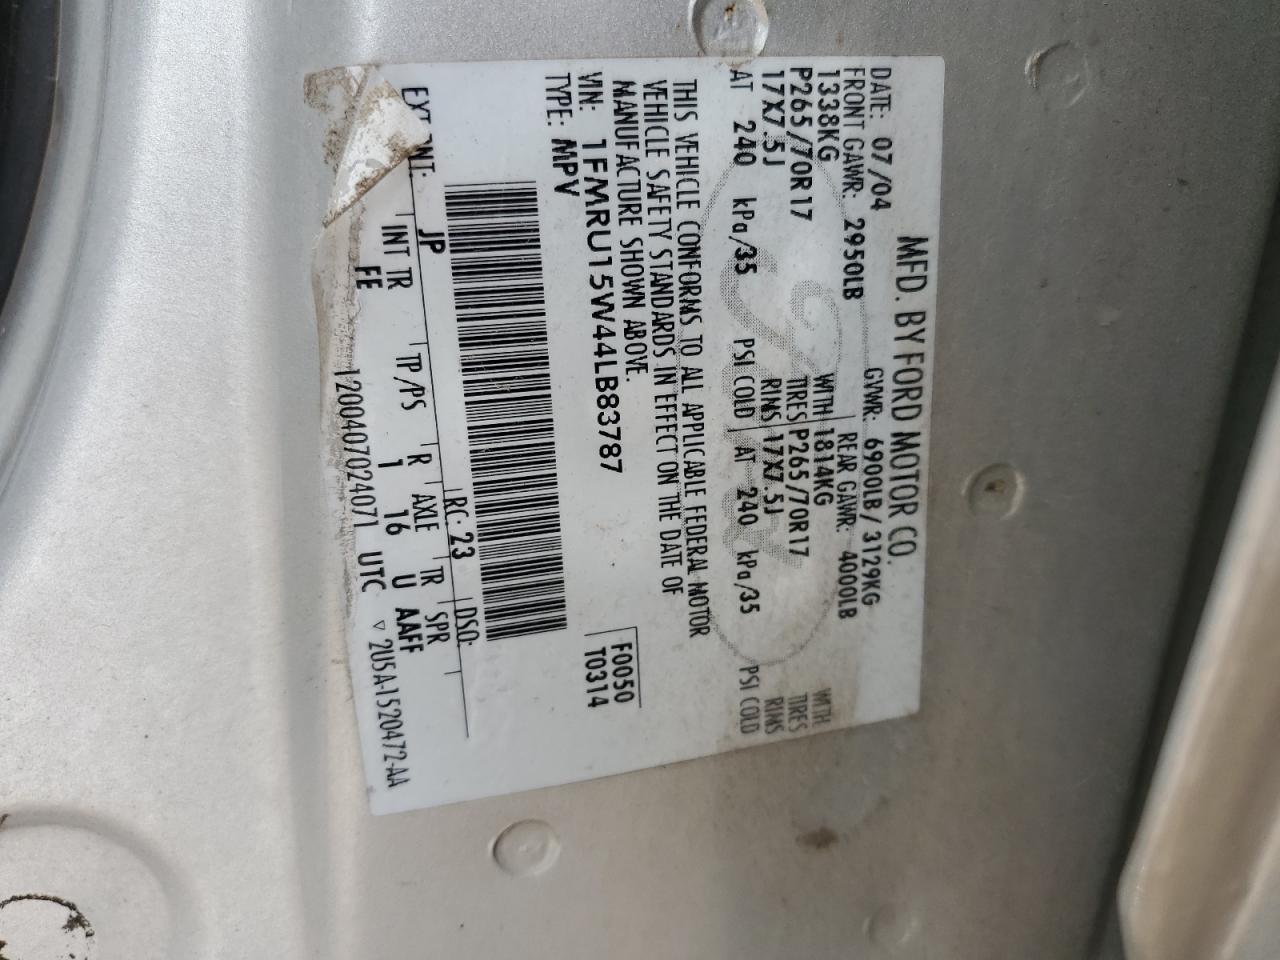 MFD. BY FORD MOTOR CO.
DATE: 07/04 GVWR: 6900LB/3129KG
FRONT GAWR: 2950LB REAR GAWR: 4000LB
1338KG WITH 1814KG WITH
P265/70R17 TIRES P265/70R17 TIRES
17X7.5J RIMS 17X7.5J RIMS
AT 240 kPa/35 PSI COLD AT 240 kPa/35 PSI COLD
THIS VEHICLE CONFORMS TO ALL APPLICABLE FEDERAL MOTOR
VEHICLE SAFETY STANDARDS IN EFFECT ON THE DATE OF
MANUFACTURE SHOWN ABOVE.
VIN: 1FMRU15W44LB83787
TYPE: MPV
F0050
T0314
EXT PNT: JP RC: 23 DSO:
INT TR TP/PS R AXLE TR SPR
FE 1 16 U AAFF
1200407024071 UTC ▽ 2U5A-1520472-AA